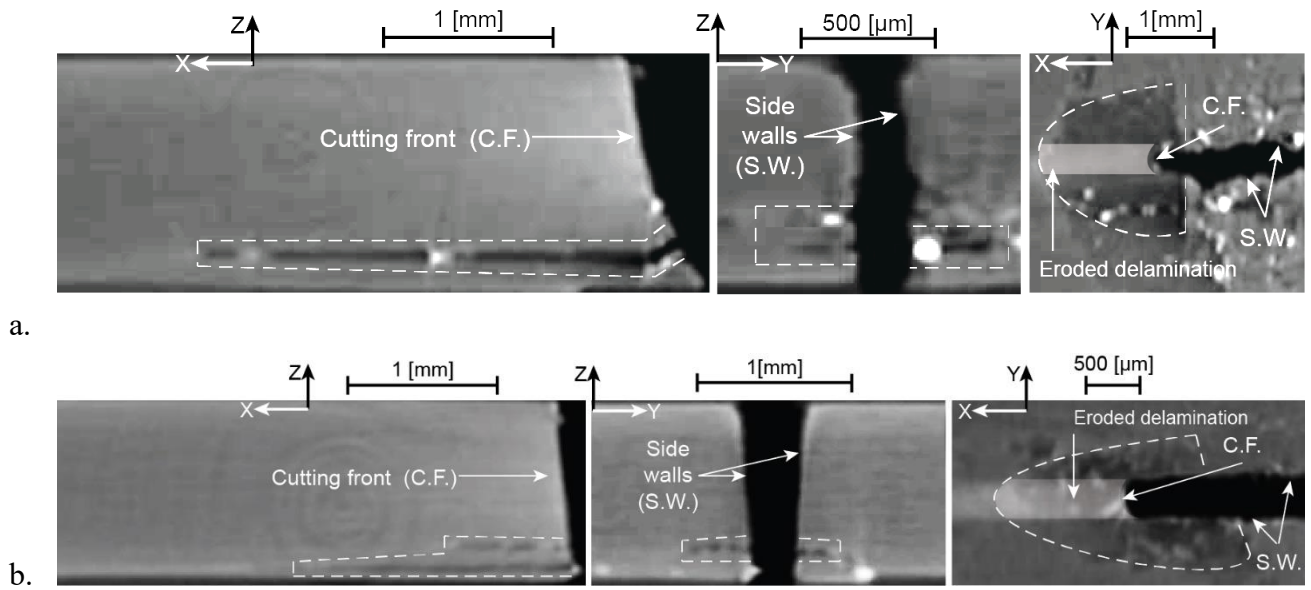 Z 1 [mm]
X
Cutting front (C.F.)
Z 500 [µm]
Y
Side
walls
(S.W.)
Y 1[mm]
X
C.F.
S.W.
Eroded delamination
a.
Z 1 [mm]
X
Cutting front (C.F.)
Z 1[mm]
Y
Side
walls
(S.W.)
500 [µm]
Y
X
Eroded delamination
C.F.
S.W.
b.